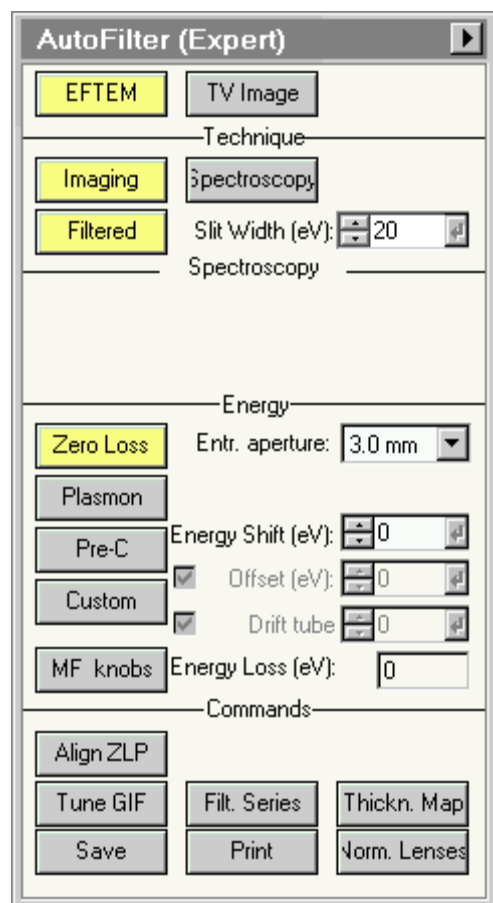 AutoFilter (Expert)
EFTEM TV Image
Technique
Imaging Spectroscopy
Filtered Slit Width (eV): 20
Spectroscopy
Energy
Zero Loss Entr. aperture: 3.0 mm
Plasmon
Pre-C Energy Shift (eV): 0
Offset (eV): 0
Custom
Drift tube 0
MF knobs Energy Loss (eV): 0
Commands
Align ZLP
Tune GIF Filt. Series Thickn. Map
Save Print Norm. Lenses